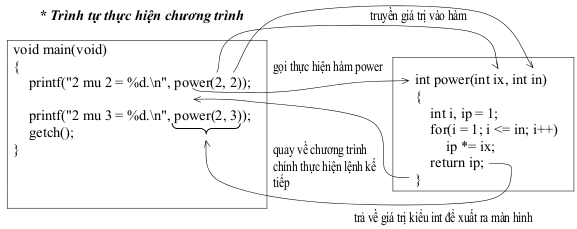 * Trình tự thực hiện chương trình
truyền giá trị vào hàm
void main(void)
{
printf("2 mu 2 = %d.\n", power(2, 2));
printf("2 mu 3 = %d.\n", power(2, 3));
getch();
}
gọi thực hiện hàm power
quay về chương trình
chính thực hiện lệnh kế
tiếp
int power(int ix, int in)
{
int i, ip = 1;
for(i = 1; i <= in; i++)
ip *= ix;
return ip;
}
trả về giá trị kiểu int để xuất ra màn hình